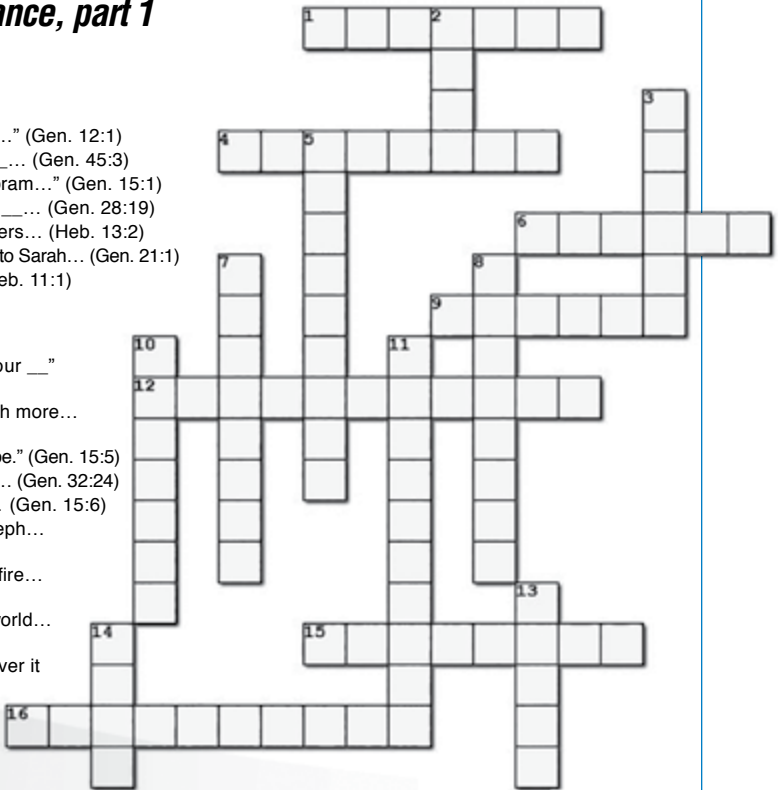 ance, part 1
..” (Gen. 12:1)
_… (Gen. 45:3)
ram…” (Gen. 15:1)
__… (Gen. 28:19)
ers… (Heb. 13:2)
to Sarah… (Gen. 21:1)
eb. 11:1)
our __”
h more…
be.” (Gen. 15:5)
.. (Gen. 32:24)
. (Gen. 15:6)
eph…
fire…
world…
ver it
1 2
3
4 5
6
7 8
9
10 11
12
13
14 15
16